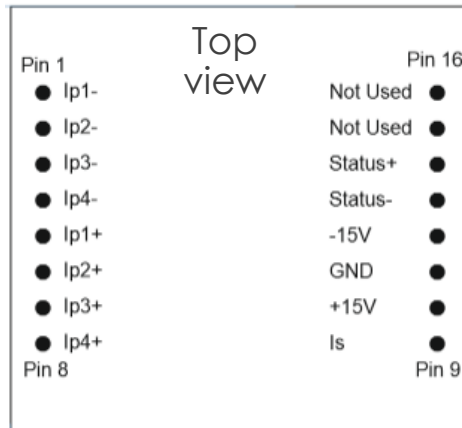 Top
view
Pin 1
Pin 16
Ip1-
Not Used
Ip2-
Not Used
Ip3-
Status+
Ip4-
Status-
Ip1+
-15V
Ip2+
GND
Ip3+
+15V
Ip4+
Is
Pin 8
Pin 9